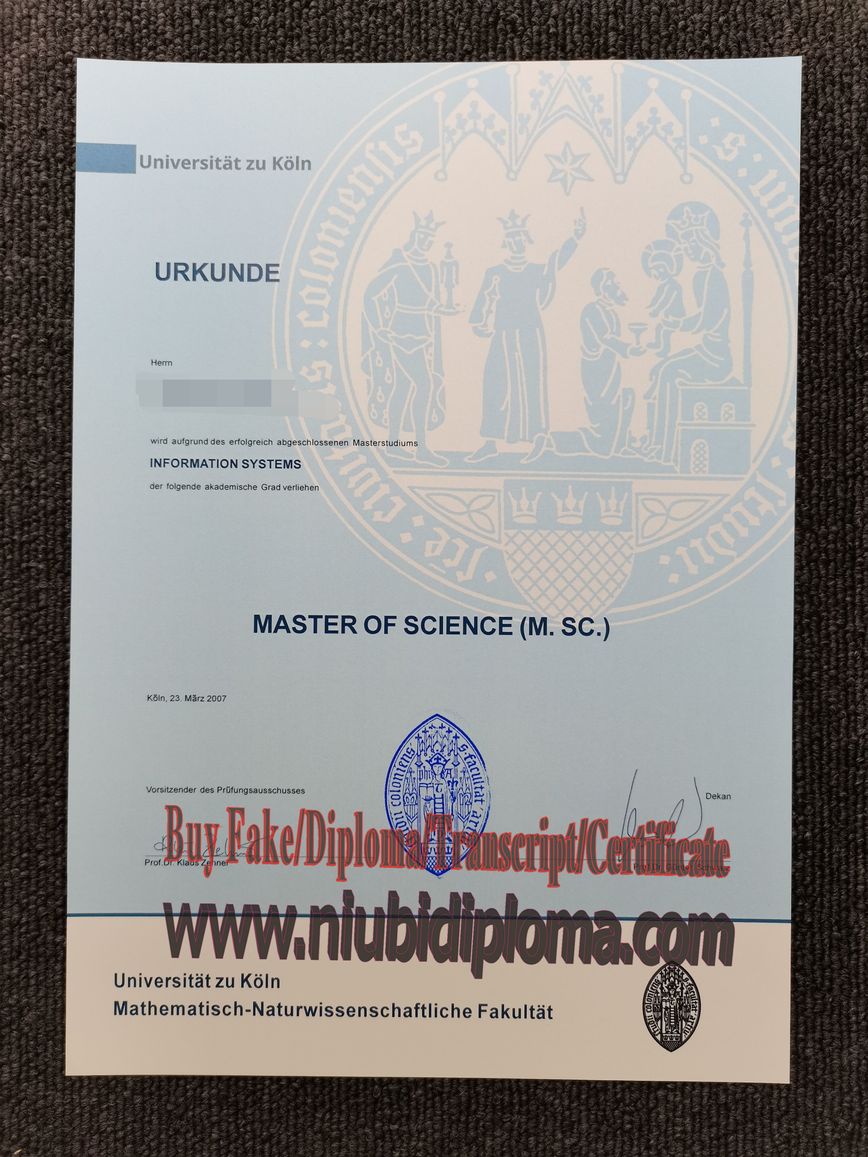 Universität zu Köln
URKUNDE
Herrn
wird aufgrund des erfolgreich abgeschlossenen Masterstudiums
INFORMATION SYSTEMS
der folgende akademische Grad verliehen
MASTER OF SCIENCE (M. SC.)
Köln, 23. März 2007
Vorsitzender des Prüfungsausschusses
Dekan
Buy Fake/Diploma/Transcript/Certificate
Prof.Dr. Klaus Zehner
Prof.Dr.
www.niubidiploma.com
Universität zu Köln
Mathematisch-Naturwissenschaftliche Fakultät